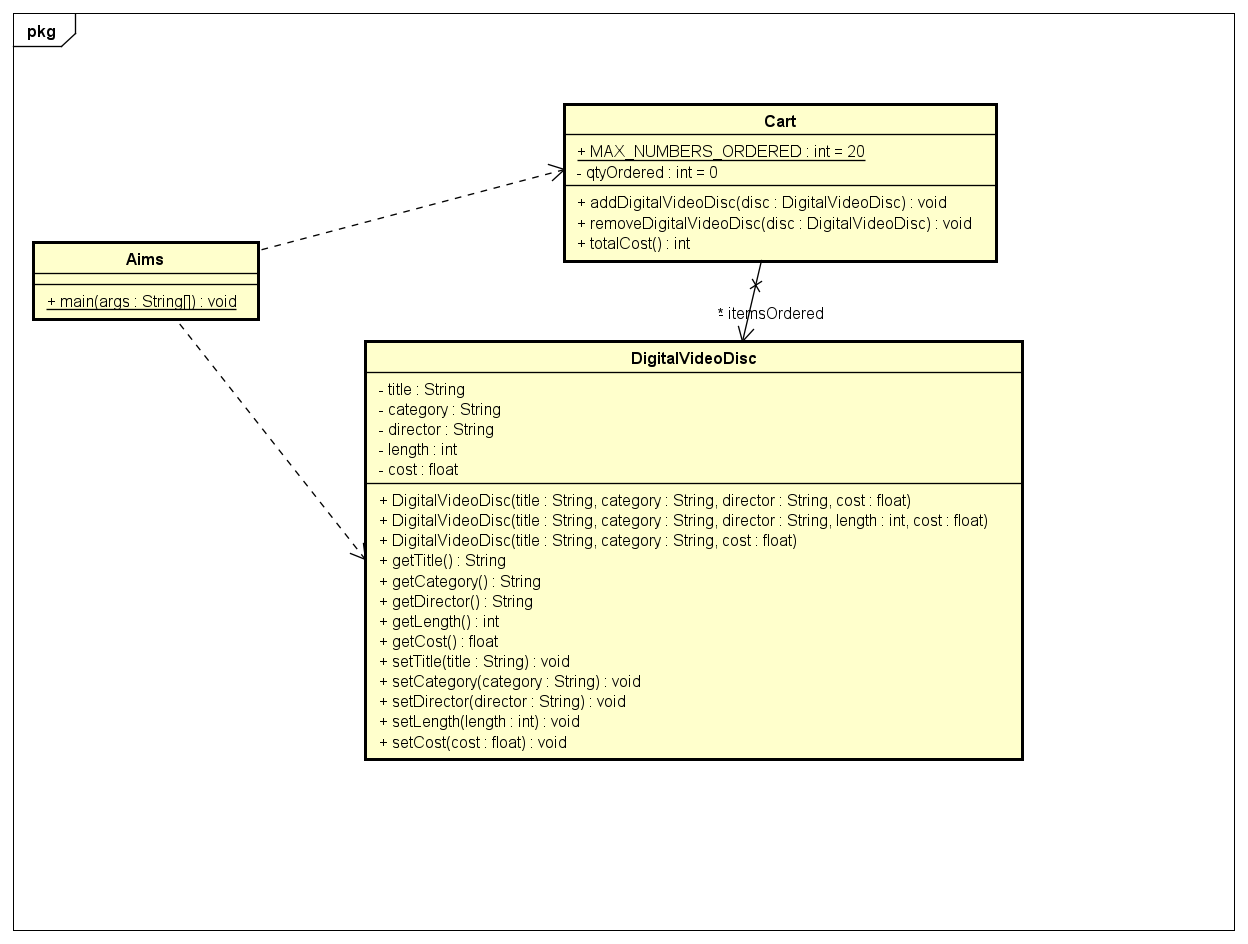 pkg
Cart
+ MAX_NUMBERS_ORDERED : int = 20
- qtyOrdered : int = 0
+ addDigitalVideoDisc(disc : DigitalVideoDisc) : void
+ removeDigitalVideoDisc(disc : DigitalVideoDisc) : void
+ totalCost() : int
Aims
+ main(args : String[]) : void
* - itemsOrdered
DigitalVideoDisc
- title : String
- category : String
- director : String
- length : int
- cost : float
+ DigitalVideoDisc(title : String, category : String, director : String, cost : float)
+ DigitalVideoDisc(title : String, category : String, director : String, length : int, cost : float)
+ DigitalVideoDisc(title : String, category : String, cost : float)
+ getTitle() : String
+ getCategory() : String
+ getDirector() : String
+ getLength() : int
+ getCost() : float
+ setTitle(title : String) : void
+ setCategory(category : String) : void
+ setDirector(director : String) : void
+ setLength(length : int) : void
+ setCost(cost : float) : void